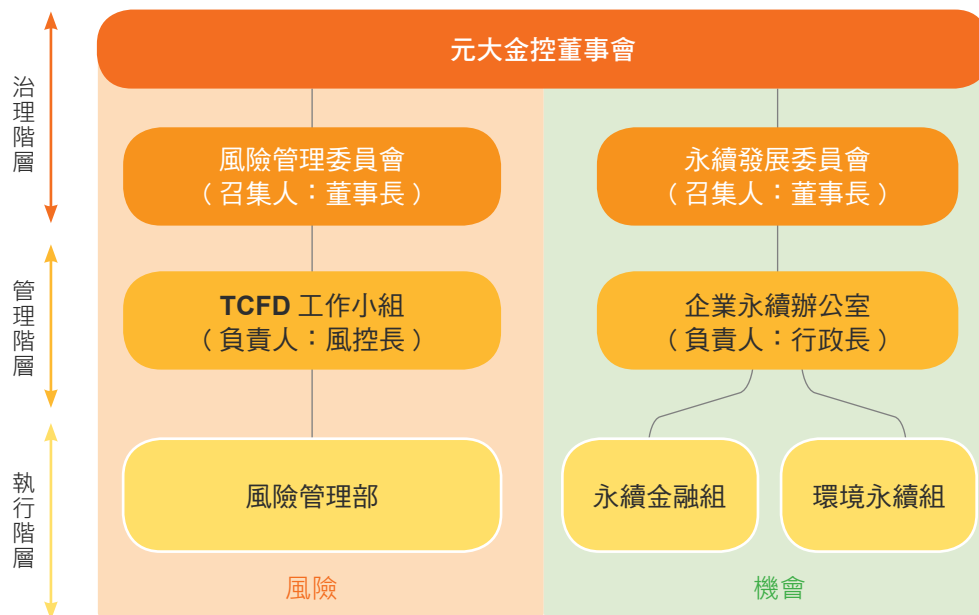 元大金控董事會
治理階層
風險管理委員會
（召集人：董事長）
永續發展委員會
（召集人：董事長）
管理階層
TCFD 工作小組
（負責人：風控長）
企業永續辦公室
（負責人：行政長）
執行階層
風險管理部
永續金融組
環境永續組
風險
機會